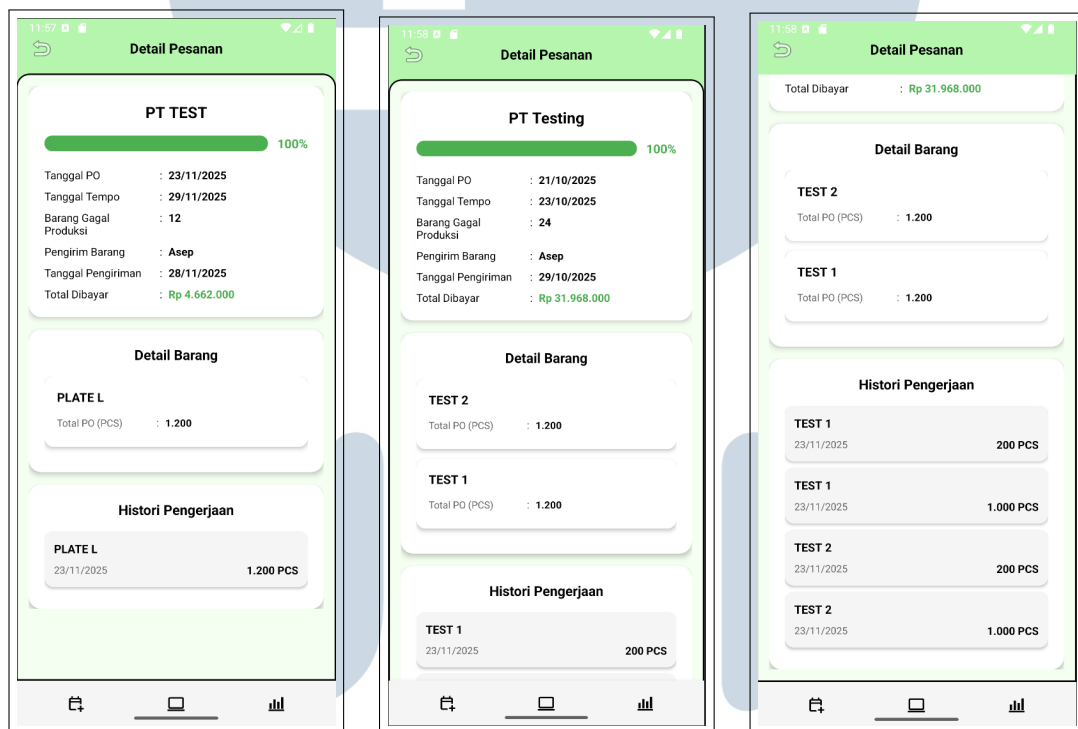 11:57
Detail Pesanan
PT TEST
100%
Tanggal PO : 23/11/2025
Tanggal Tempo : 29/11/2025
Barang Gagal Produksi : 12
Pengirim Barang : Asep
Tanggal Pengiriman : 28/11/2025
Total Dibayar : Rp 4.662.000
Detail Barang
PLATE L
Total PO (PCS) : 1.200
Histori Pengerjaan
PLATE L
23/11/2025 1.200 PCS
11:58
Detail Pesanan
PT Testing
100%
Tanggal PO : 21/10/2025
Tanggal Tempo : 23/10/2025
Barang Gagal Produksi : 24
Pengirim Barang : Asep
Tanggal Pengiriman : 29/10/2025
Total Dibayar : Rp 31.968.000
Detail Barang
TEST 2
Total PO (PCS) : 1.200
TEST 1
Total PO (PCS) : 1.200
Histori Pengerjaan
TEST 1
23/11/2025 200 PCS
11:58
Detail Pesanan
Total Dibayar : Rp 31.968.000
Detail Barang
TEST 2
Total PO (PCS) : 1.200
TEST 1
Total PO (PCS) : 1.200
Histori Pengerjaan
TEST 1
23/11/2025 200 PCS
TEST 1
23/11/2025 1.000 PCS
TEST 2
23/11/2025 200 PCS
TEST 2
23/11/2025 1.000 PCS